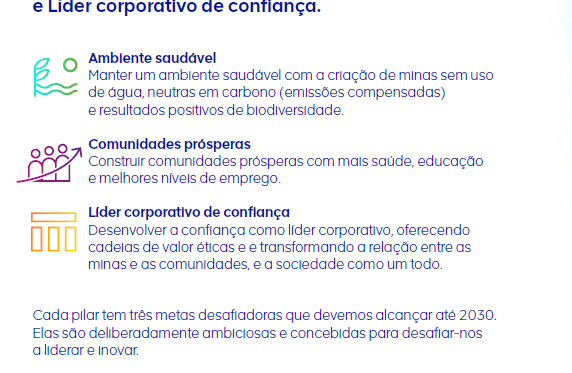 e Líder corporativo de confiança.
Ambiente saudável
Manter um ambiente saudável com a criação de minas sem uso
de água, neutras em carbono (emissões compensadas)
e resultados positivos de biodiversidade.
Comunidades prósperas
Construir comunidades prósperas com mais saúde, educação
e melhores níveis de emprego.
Líder corporativo de confiança
Desenvolver a confiança como líder corporativo, oferecendo
cadeias de valor éticas e e transformando a relação entre as
minas e as comunidades, e a sociedade como um todo.
Cada pilar tem três metas desafiadoras que devemos alcançar até 2030.
Elas são deliberadamente ambiciosas e concebidas para desafiar-nos
a liderar e inovar.